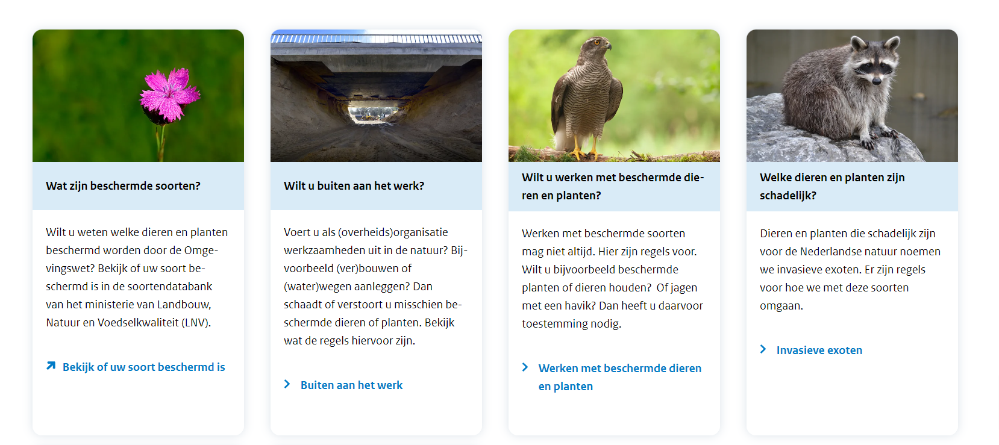 Wat zijn beschermde soorten?
Wilt u weten welke dieren en planten
beschermd worden door de Omge-
vingswet? Bekijk of uw soort be-
schermd is in de soortendatabank
van het ministerie van Landbouw,
Natuur en Voedselkwaliteit (LNV).
Bekijk of uw soort beschermd is
Wilt u buiten aan het werk?
Voert u als (overheids)organisatie
werkzaamheden uit in de natuur? Bij-
voorbeeld (ver)bouwen of
(water)wegen aanleggen? Dan
schaadt of verstoort u misschien be-
schermde dieren of planten. Bekijk
wat de regels hiervoor zijn.
Buiten aan het werk
Wilt u werken met beschermde die-
ren en planten?
Werken met beschermde soorten
mag niet altijd. Hier zijn regels voor.
Wilt u bijvoorbeeld beschermde
planten of dieren houden? Of jagen
met een havik? Dan heeft u daarvoor
toestemming nodig.
Werken met beschermde dieren
en planten
Welke dieren en planten zijn
schadelijk?
Dieren en planten die schadelijk zijn
voor de Nederlandse natuur noemen
we invasieve exoten. Er zijn regels
voor hoe we met deze soorten
omgaan.
Invasieve exoten